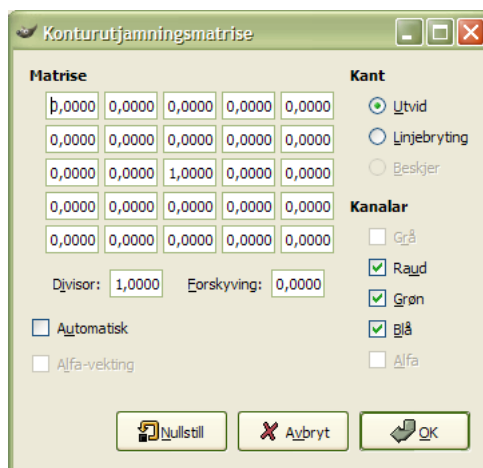 Konturutjamningsmatrise
Matrise
0,0000 0,0000 0,0000 0,0000 0,0000
0,0000 0,0000 0,0000 0,0000 0,0000
0,0000 0,0000 1,0000 0,0000 0,0000
0,0000 0,0000 0,0000 0,0000 0,0000
0,0000 0,0000 0,0000 0,0000 0,0000
Divisor: 1,0000 Forskyving: 0,0000
Automatisk
Alfa-vekting
Kant
Utvid
Linjebryting
Beskjer
Kanalar
Grå
Raud
Grøn
Blå
Alfa
Nullstill Avbryt OK